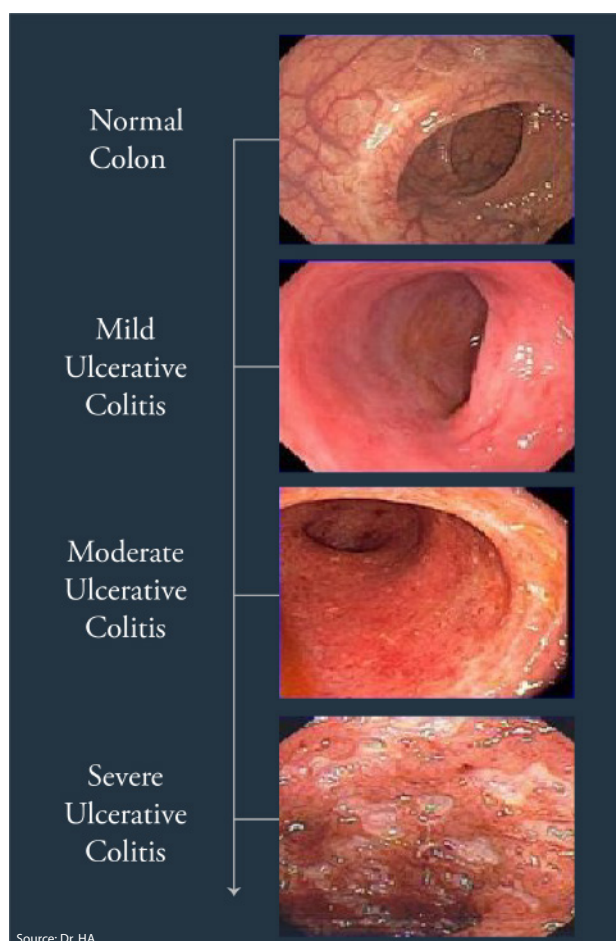 Normal
Colon
Mild
Ulcerative
Colitis
Moderate
Ulcerative
Colitis
Severe
Ulcerative
Colitis
Source: Dr. HA